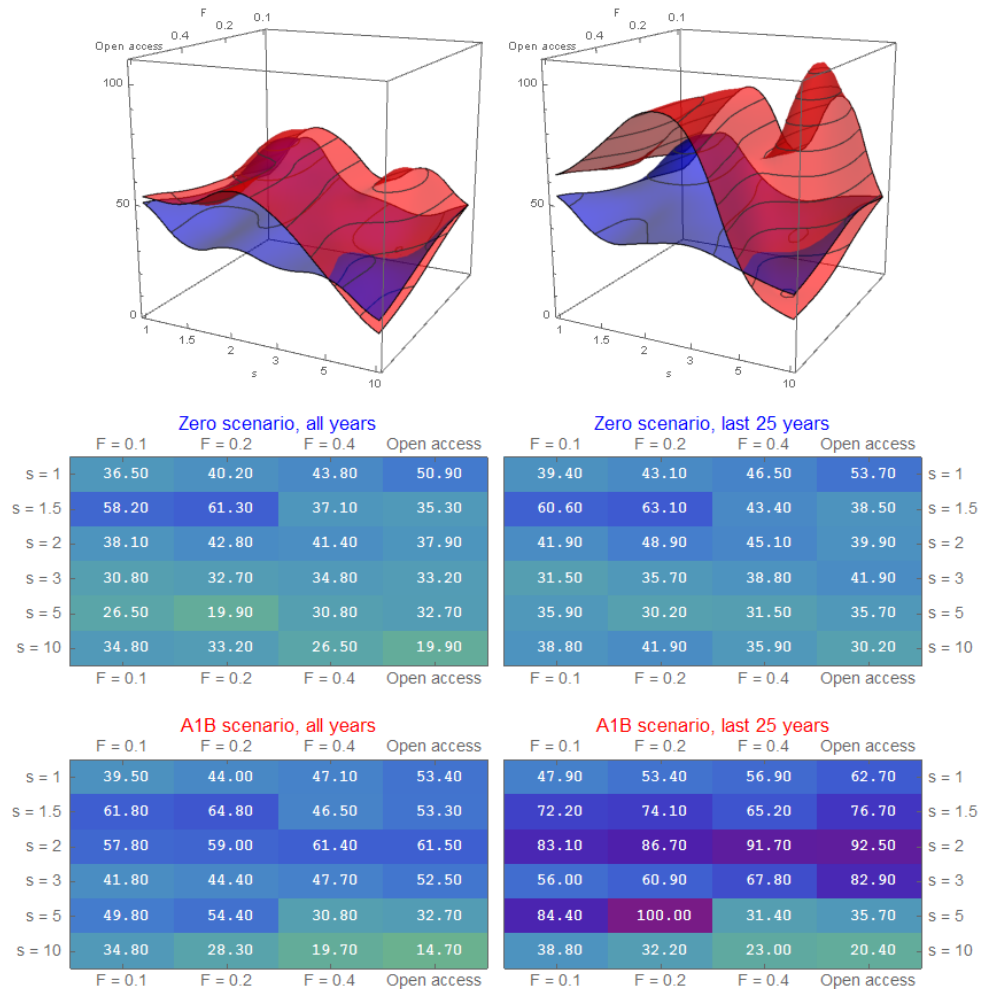 F
0.1
0.2
0.4
Open access
100
50
0
1
1.5
2
3
5
10
s
F
0.1
0.2
0.4
Open access
100
50
0
1
1.5
2
3
5
10
s
Zero scenario, all years
F = 0.1 F = 0.2 F = 0.4 Open access
s = 1 36.50 40.20 43.80 50.90
s = 1.5 58.20 61.30 37.10 35.30
s = 2 38.10 42.80 41.40 37.90
s = 3 30.80 32.70 34.80 33.20
s = 5 26.50 19.90 30.80 32.70
s = 10 34.80 33.20 26.50 19.90
F = 0.1 F = 0.2 F = 0.4 Open access
Zero scenario, last 25 years
F = 0.1 F = 0.2 F = 0.4 Open access
39.40 43.10 46.50 53.70 s = 1
60.60 63.10 43.40 38.50 s = 1.5
41.90 48.90 45.10 39.90 s = 2
31.50 35.70 38.80 41.90 s = 3
35.90 30.20 31.50 35.70 s = 5
38.80 41.90 35.90 30.20 s = 10
F = 0.1 F = 0.2 F = 0.4 Open access
A1B scenario, all years
F = 0.1 F = 0.2 F = 0.4 Open access
s = 1 39.50 44.00 47.10 53.40
s = 1.5 61.80 64.80 46.50 53.30
s = 2 57.80 59.00 61.40 61.50
s = 3 41.80 44.40 47.70 52.50
s = 5 49.80 54.40 30.80 32.70
s = 10 34.80 28.30 19.70 14.70
F = 0.1 F = 0.2 F = 0.4 Open access
A1B scenario, last 25 years
F = 0.1 F = 0.2 F = 0.4 Open access
47.90 53.40 56.90 62.70 s = 1
72.20 74.10 65.20 76.70 s = 1.5
83.10 86.70 91.70 92.50 s = 2
56.00 60.90 67.80 82.90 s = 3
84.40 100.00 31.40 35.70 s = 5
38.80 32.20 23.00 20.40 s = 10
F = 0.1 F = 0.2 F = 0.4 Open access